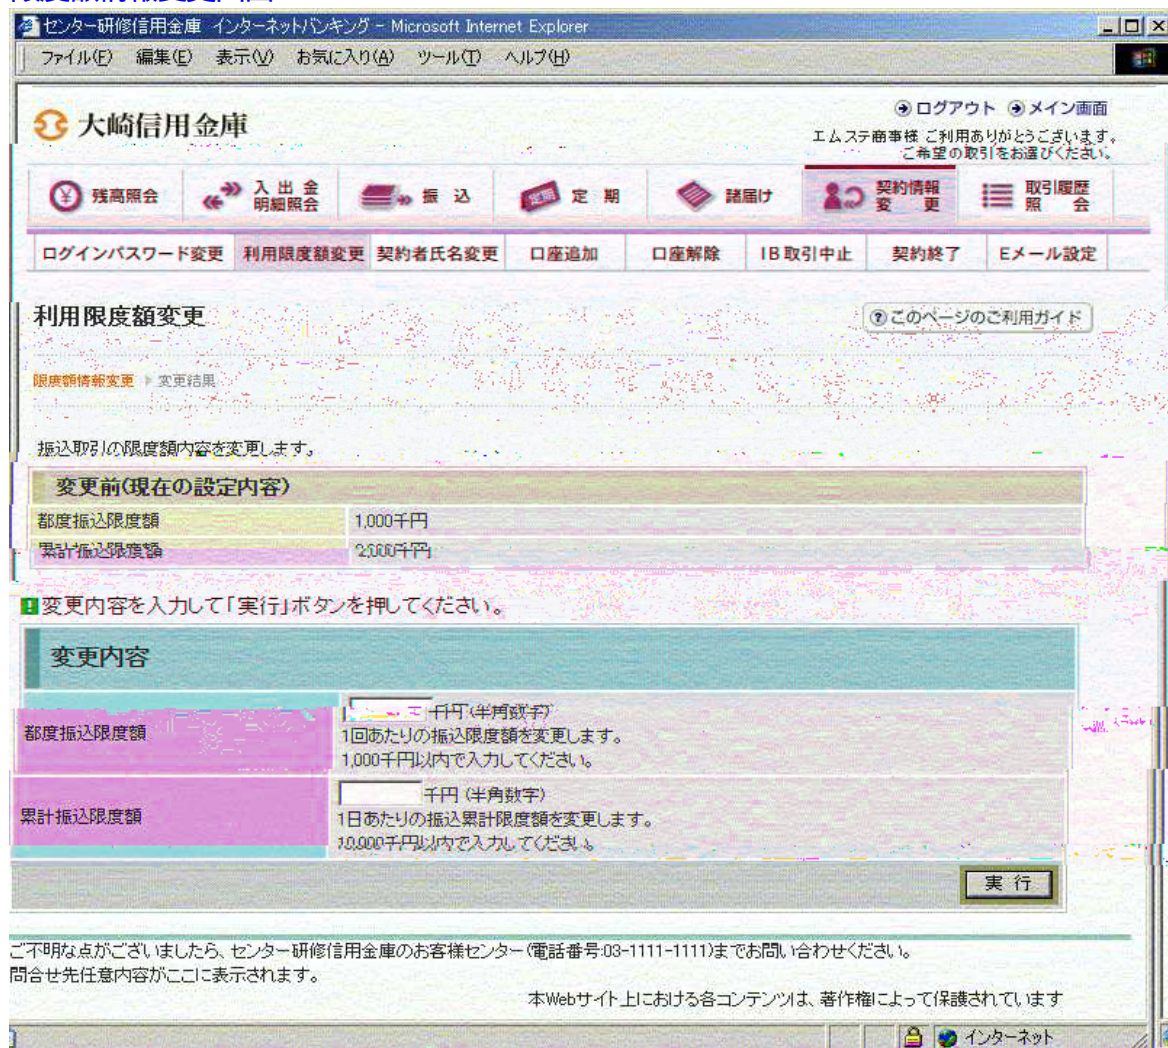 センター研修信用金庫 インターネットバンキング - Microsoft Internet Explorer
ファイル(F) 編集(E) 表示(V) お気に入り(A) ツール(T) ヘルプ(H)
大崎信用金庫
ログアウト メイン画面
エムステ商事様 ご利用ありがとうございます。
ご希望の取引をお選びください。
残高照会 入出金明細照会 振込 定期 諸届け 契約情報変更 取引履歴照会
ログインパスワード変更 利用限度額変更 契約者氏名変更 口座追加 口座解除 IB取引中止 契約終了 Eメール設定
利用限度額変更
このページのご利用ガイド
限度額情報変更 変更結果
振込取引の限度額内容を変更します。
変更前(現在の設定内容)
都度振込限度額 1,000千円
累計振込限度額 2,000千円
変更内容を入力して「実行」ボタンを押してください。
変更内容
千円(半角数字)
都度振込限度額 1回あたりの振込限度額を変更します。
1,000千円以内で入力してください。
千円(半角数字)
累計振込限度額 1日あたりの振込累計限度額を変更します。
10,000千円以内で入力してください。
実行
ご不明な点がございましたら、センター研修信用金庫のお客様センター(電話番号:03-1111-1111)までお問い合わせください。
問合せ先任意内容がここに表示されます。
本Webサイト上における各コンテンツは、著作権によって保護されています
インターネット